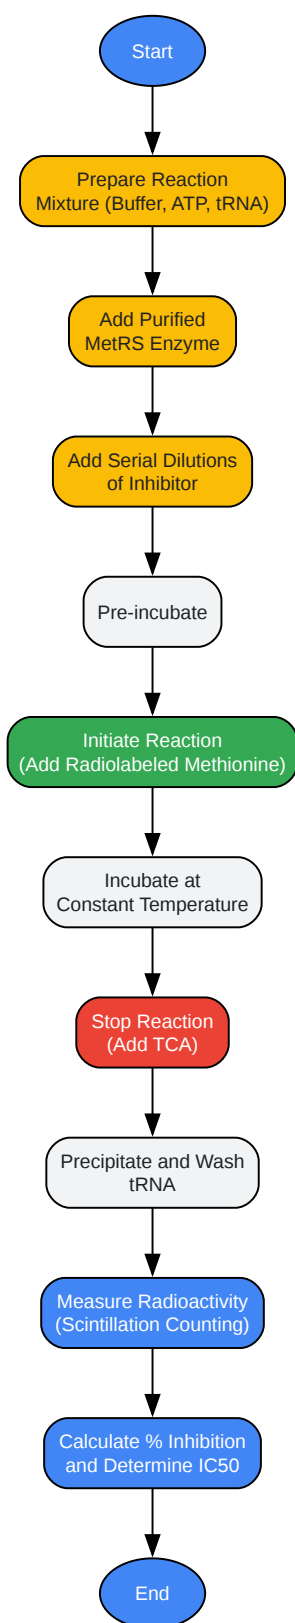 Start
Prepare Reaction
Mixture (Buffer, ATP, tRNA)
Add Purified
MetRS Enzyme
Add Serial Dilutions
of Inhibitor
Pre-incubate
Initiate Reaction
(Add Radiolabeled Methionine)
Incubate at
Constant Temperature
Stop Reaction
(Add TCA)
Precipitate and Wash
tRNA
Measure Radioactivity
(Scintillation Counting)
Calculate % Inhibition
and Determine IC50
End